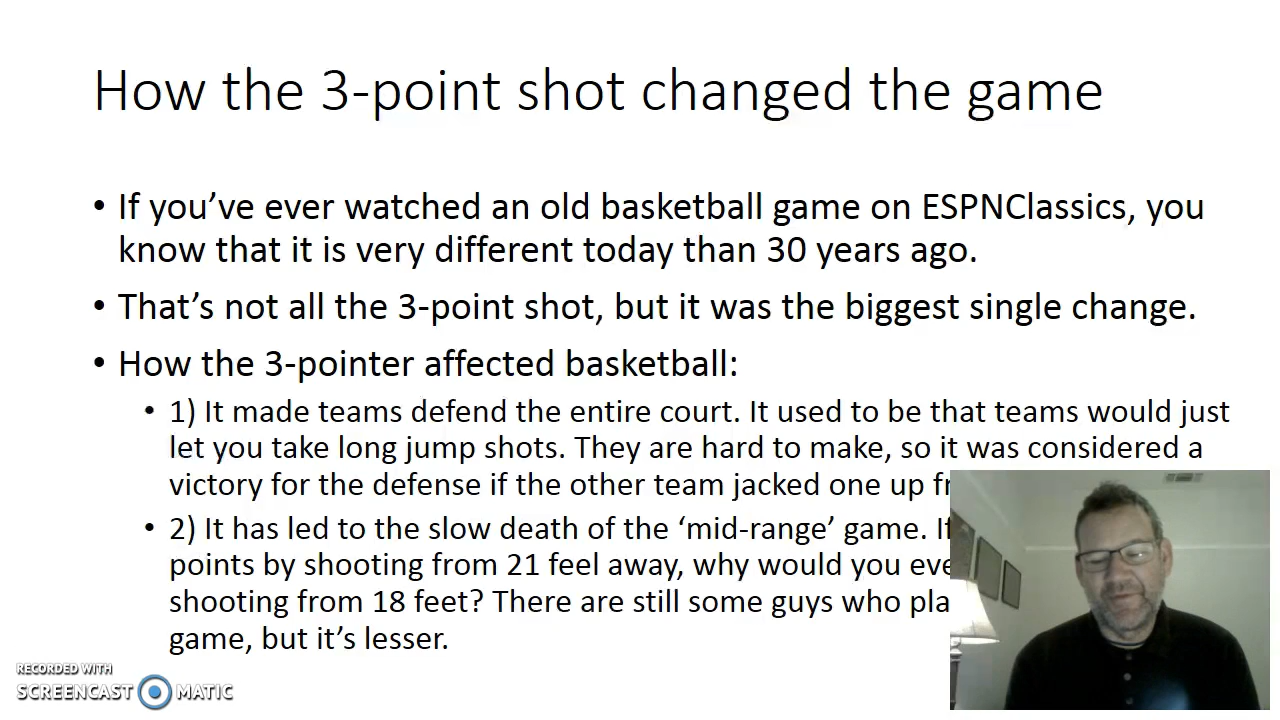 How the 3-point shot changed the game
• If you’ve ever watched an old basketball game on ESPNClassics, you
know that it is very different today than 30 years ago.
• That’s not all the 3-point shot, but it was the biggest single change.
• How the 3-pointer affected basketball:
• 1) It made teams defend the entire court. It used to be that teams would just
let you take long jump shots. They are hard to make, so it was considered a
victory for the defense if the other team jacked one up
• 2) It has led to the slow death of the ‘mid-range’ game.
points by shooting from 21 feel away, why would you
shooting from 18 feet? There are still some guys who
game, but it’s lesser.
RECORDED WITH
SCREENCAST MATIC